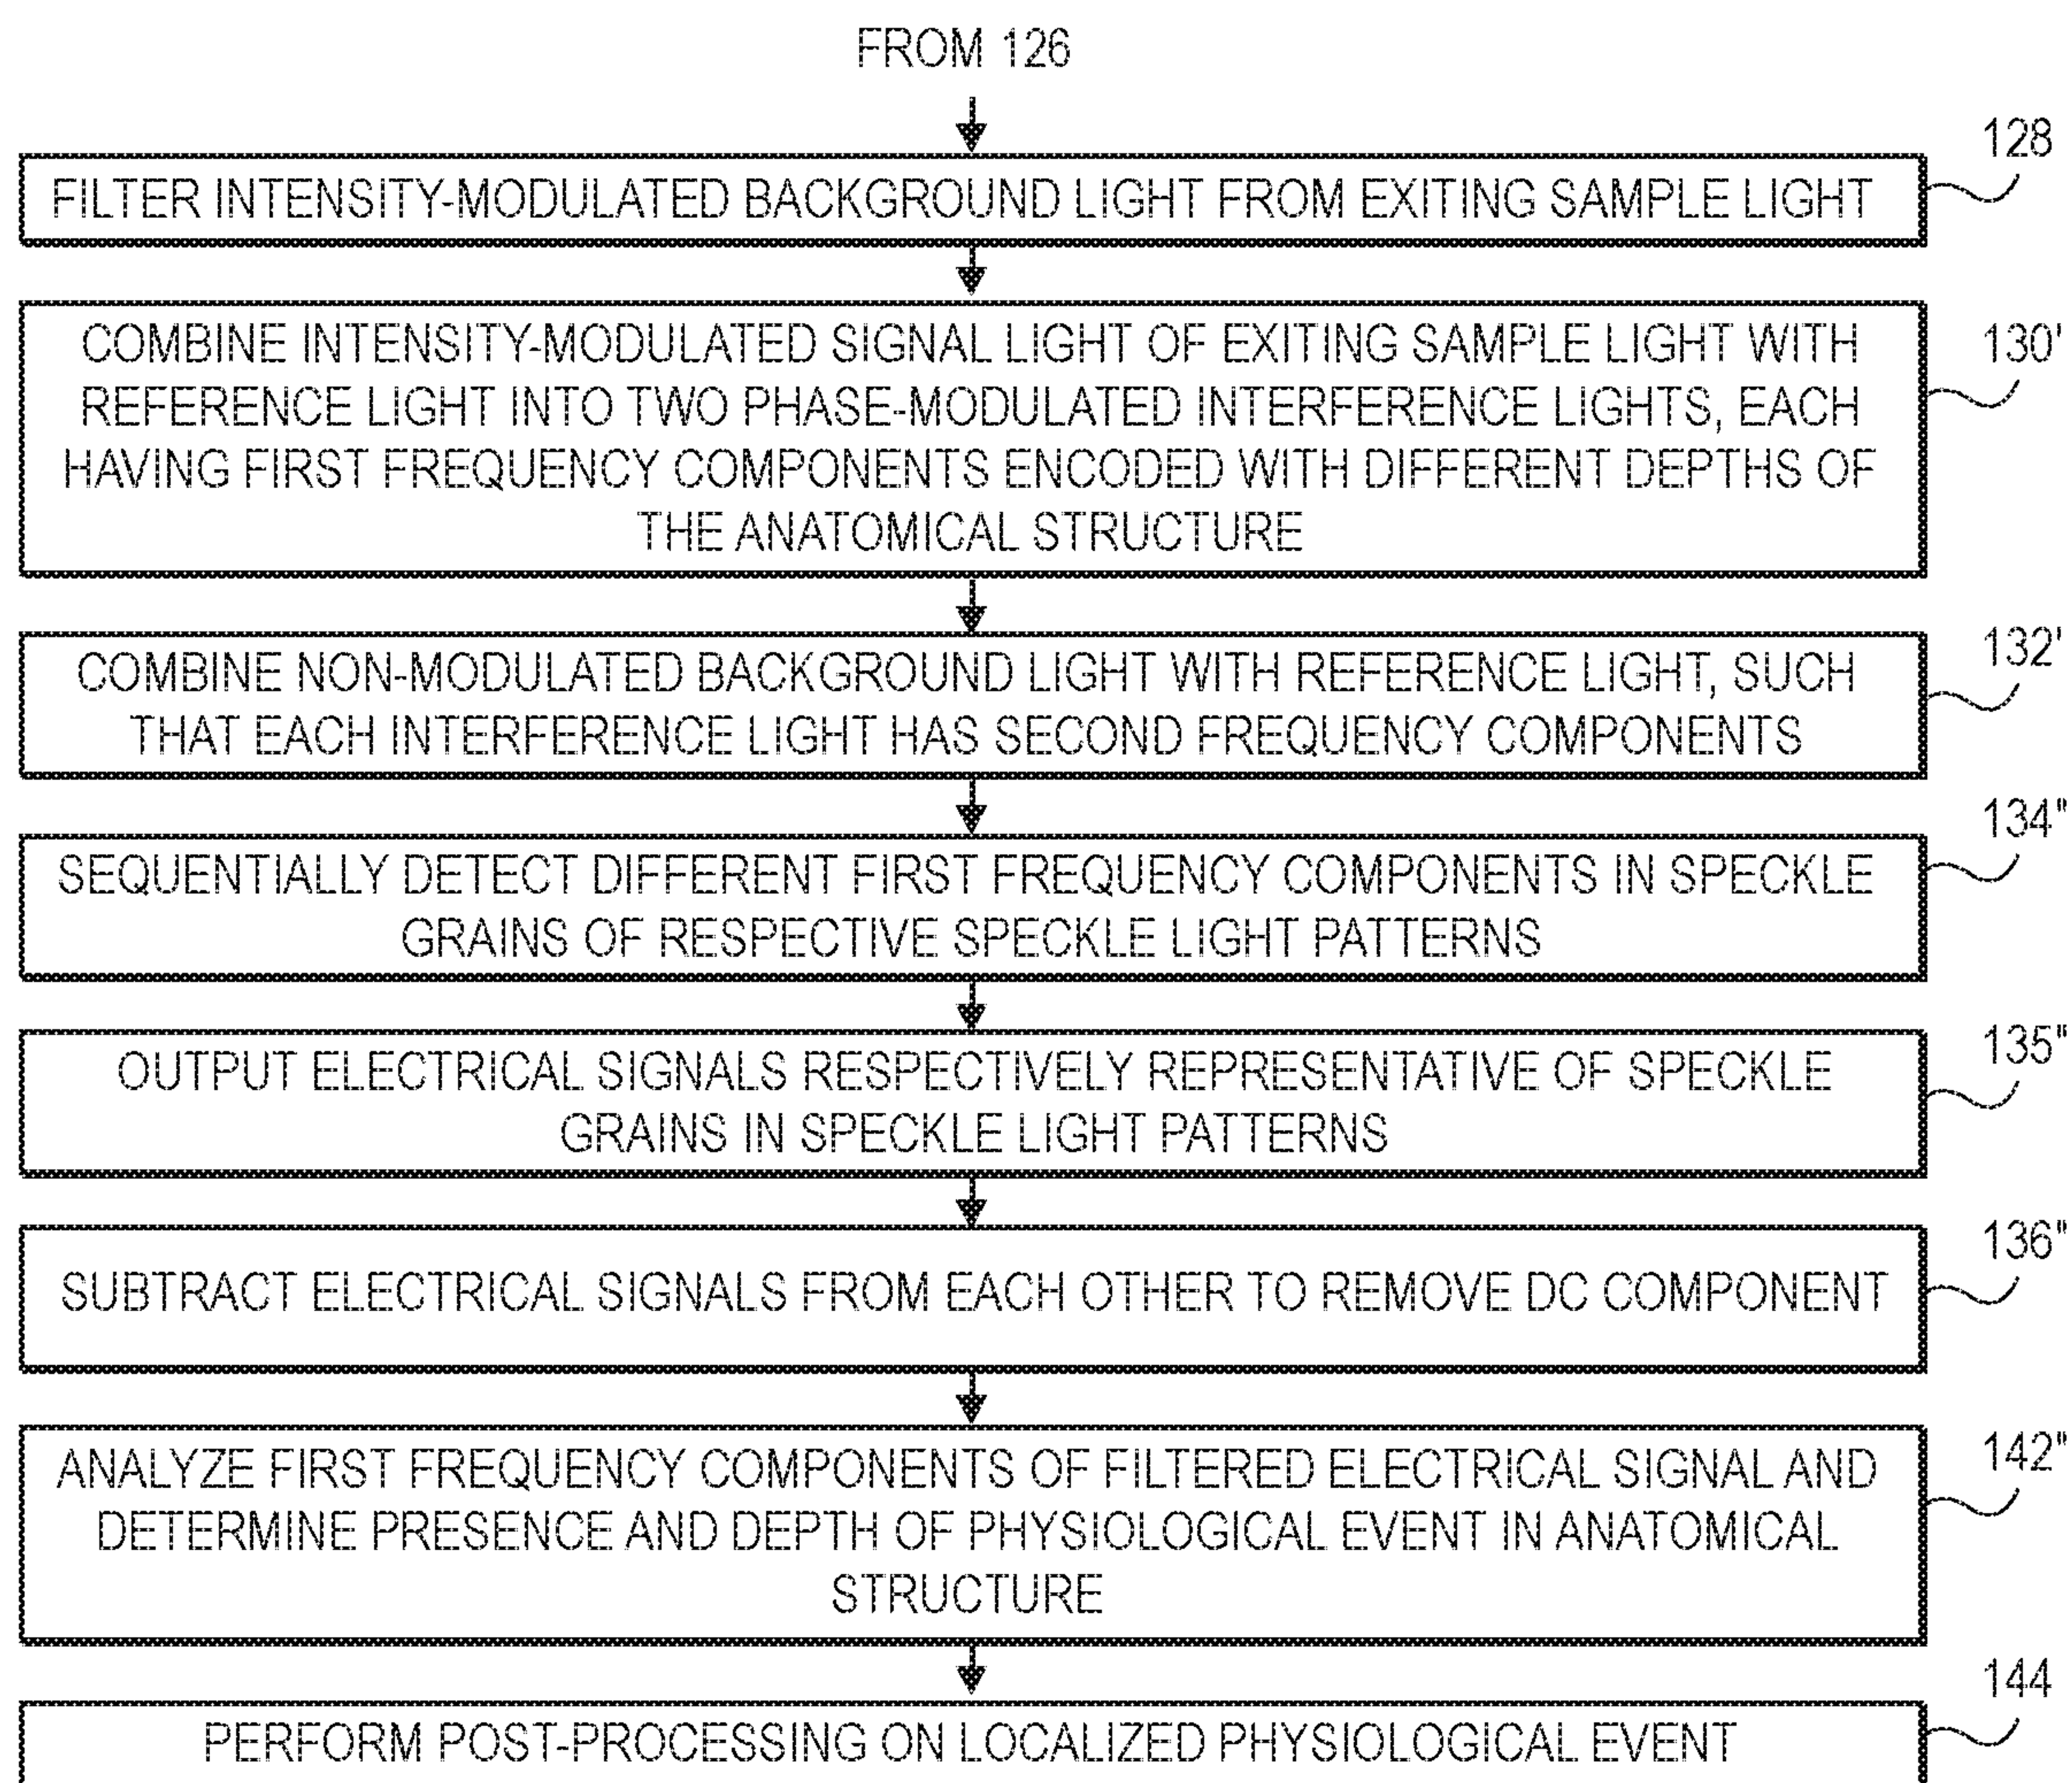 FROM 126
128
FILTER INTENSITY-MODULATED BACKGROUND LIGHT FROM EXITING SAMPLE LIGHT
130'
COMBINE INTENSITY-MODULATED SIGNAL LIGHT OF EXITING SAMPLE LIGHT WITH
REFERENCE LIGHT INTO TWO PHASE-MODULATED INTERFERENCE LIGHTS, EACH
HAVING FIRST FREQUENCY COMPONENTS ENCODED WITH DIFFERENT DEPTHS OF
THE ANATOMICAL STRUCTURE
132'
COMBINE NON-MODULATED BACKGROUND LIGHT WITH REFERENCE LIGHT, SUCH
THAT EACH INTERFERENCE LIGHT HAS SECOND FREQUENCY COMPONENTS
134"
SEQUENTIALLY DETECT DIFFERENT FIRST FREQUENCY COMPONENTS IN SPECKLE
GRAINS OF RESPECTIVE SPECKLE LIGHT PATTERNS
135"
OUTPUT ELECTRICAL SIGNALS RESPECTIVELY REPRESENTATIVE OF SPECKLE
GRAINS IN SPECKLE LIGHT PATTERNS
136"
SUBTRACT ELECTRICAL SIGNALS FROM EACH OTHER TO REMOVE DC COMPONENT
142"
ANALYZE FIRST FREQUENCY COMPONENTS OF FILTERED ELECTRICAL SIGNAL AND
DETERMINE PRESENCE AND DEPTH OF PHYSIOLOGICAL EVENT IN ANATOMICAL
STRUCTURE
144
PERFORM POST-PROCESSING ON LOCALIZED PHYSIOLOGICAL EVENT